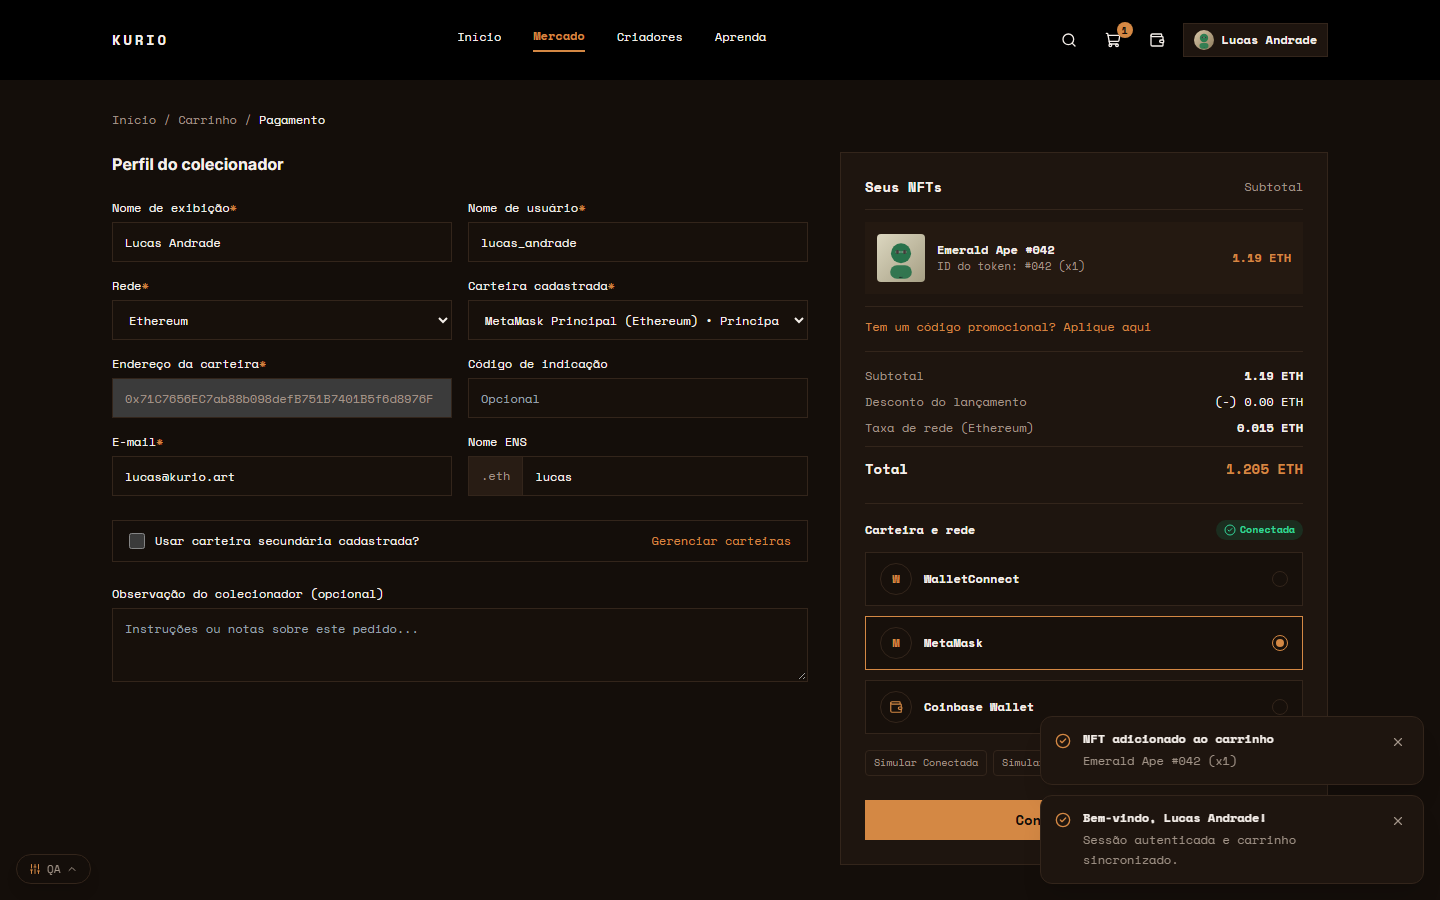 KURIO
Início
Mercado
Criadores
Aprenda
1
Lucas Andrade
Início / Carrinho / Pagamento
Perfil do colecionador
Nome de exibição*
Nome de usuário*
Lucas Andrade
lucas_andrade
Rede*
Carteira cadastrada*
Ethereum
MetaMask Principal (Ethereum) • Principa
Endereço da carteira*
Código de indicação
0x71C7656EC7ab88b098defB751B7401B5f6d8976F
Opcional
E-mail*
Nome ENS
lucas@kurio.art
.eth
lucas
Usar carteira secundária cadastrada?
Gerenciar carteiras
Observação do colecionador (opcional)
Instruções ou notas sobre este pedido...
Seus NFTs
Subtotal
Emerald Ape #042
ID do token: #042 (x1)
1.19 ETH
Tem um código promocional? Aplique aqui
Subtotal
1.19 ETH
Desconto do lançamento
(-) 0.00 ETH
Taxa de rede (Ethereum)
0.015 ETH
Total
1.205 ETH
Carteira e rede
Conectada
W
WalletConnect
M
MetaMask
Coinbase Wallet
Simular Conectada
NFT adicionado ao carrinho
Emerald Ape #042 (x1)
Bem-vindo, Lucas Andrade!
Sessão autenticada e carrinho
sincronizado.
QA